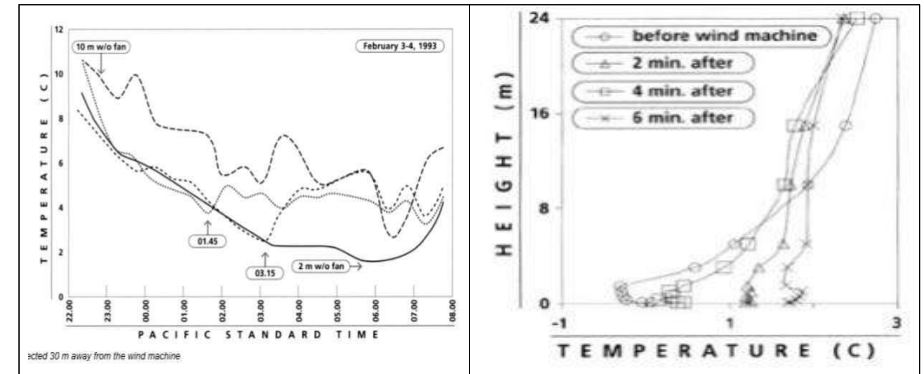 12
10 m w/o fan
February 3-4, 1993
10
8
6
4
2
0
TEMPERATURE (C)
01.45
03.15
2 m w/o fan
22.00
23.00
00.00
01.00
02.00
03.00
04.00
05.00
06.00
07.00
08.00
PACIFIC STANDARD TIME
ected 30 m away from the wind machine
24
before wind machine
2 min. after
4 min. after
6 min. after
16
8
0
HEIGHT (m)
-1
1
3
TEMPERATURE (C)